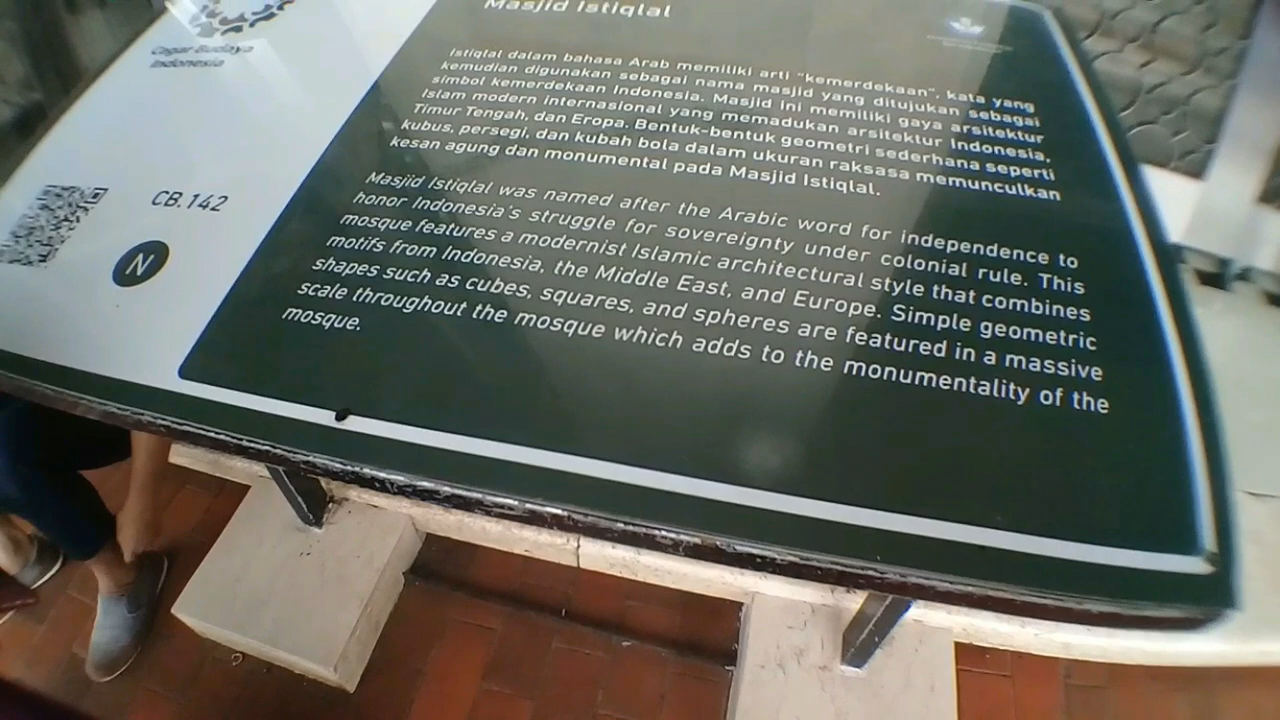 Masjid Istiqlal
Cagar Budaya
Indonesia
Istiqlal dalam bahasa Arab memiliki arti "kemerdekaan", kata yang
kemudian digunakan sebagai nama masjid yang ditujukan sebagai
simbol kemerdekaan Indonesia. Masjid ini memiliki gaya arsitektur
Islam modern internasional yang memadukan arsitektur Indonesia,
Timur Tengah, dan Eropa. Bentuk-bentuk geometri sederhana seperti
kubus, persegi, dan kubah bola dalam ukuran raksasa memunculkan
kesan agung dan monumental pada Masjid Istiqlal.
CB.142
N
Masjid Istiqlal was named after the Arabic word for independence to
honor Indonesia's struggle for sovereignty under colonial rule. This
mosque features a modernist Islamic architectural style that combines
motifs from Indonesia, the Middle East, and Europe. Simple geometric
shapes such as cubes, squares, and spheres are featured in a massive
scale throughout the mosque which adds to the monumentality of the
mosque.